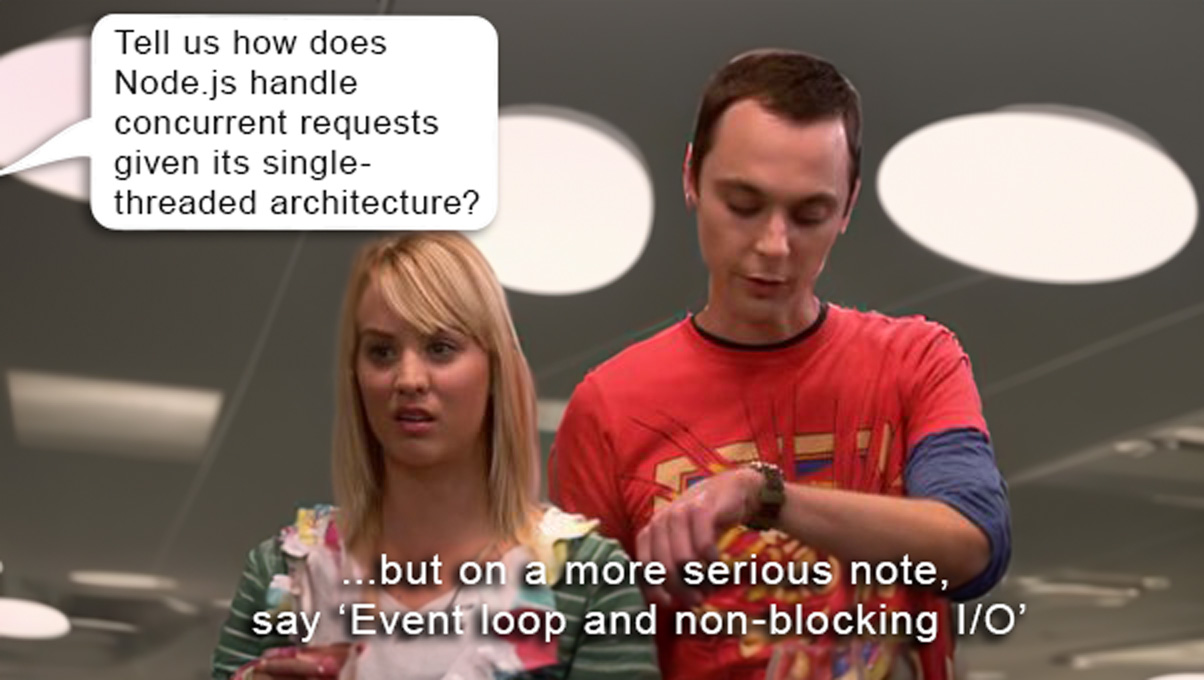 Tell us how does
Node.js handle
concurrent requests
given its single-
threaded architecture?
...but on a more serious note,
say ‘Event loop and non-blocking I/O’